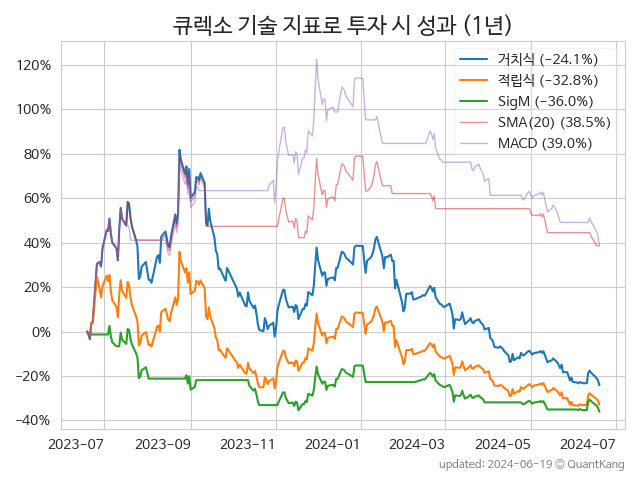 큐렉소 기술 지표로 투자 시 성과 (1년)
거치식 (−24.1%)
적립식 (−32.8%)
SigM (−36.0%)
SMA(20) (38.5%)
MACD (39.0%)
120%
100%
80%
60%
40%
20%
0%
−20%
−40%
2023-07 2023-09 2023-11 2024-01 2024-03 2024-05 2024-07
updated: 2024-06-19 © QuantKang